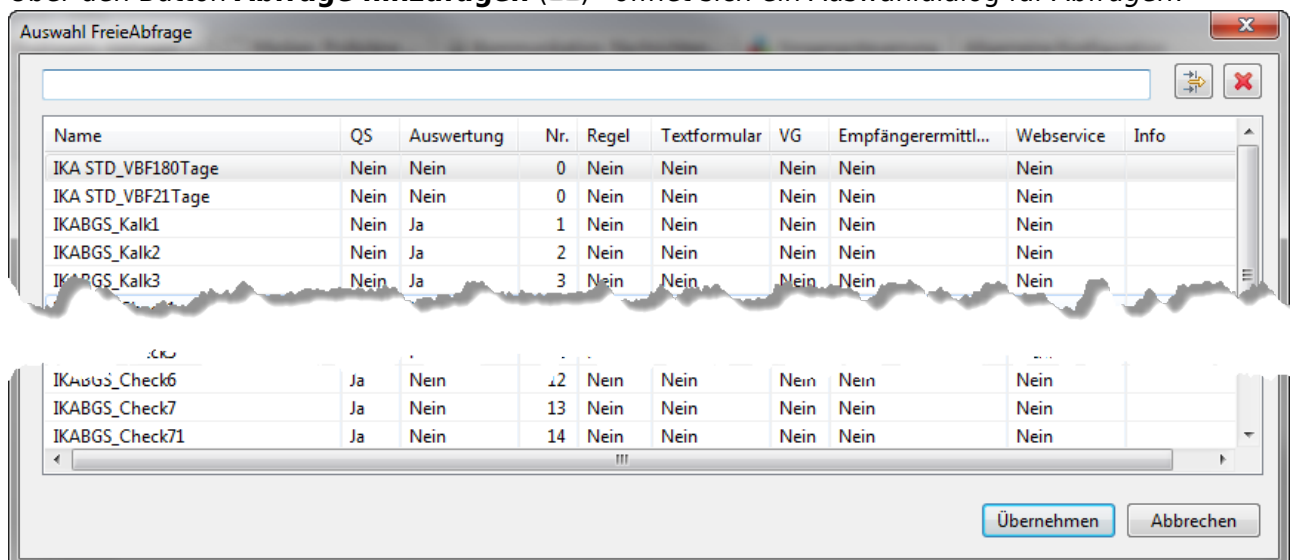 Auswahl FreieAbfrage
Name QS Auswertung Nr. Regel Textformular VG Empfängerermittl... Webservice Info
IKA STD_VBF180Tage Nein Nein 0 Nein Nein Nein Nein Nein
IKA STD_VBF21Tage Nein Nein 0 Nein Nein Nein Nein Nein
IKABGS_Kalk1 Nein Ja 1 Nein Nein Nein Nein Nein
IKABGS_Kalk2 Nein Ja 2 Nein Nein Nein Nein Nein
IKABGS_Kalk3 Nein Ja 3 Nein Nein Nein Nein Nein
IKABGS_Check6 Ja Nein 12 Nein Nein Nein Nein Nein
IKABGS_Check7 Ja Nein 13 Nein Nein Nein Nein Nein
IKABGS_Check71 Ja Nein 14 Nein Nein Nein Nein Nein
Übernehmen Abbrechen